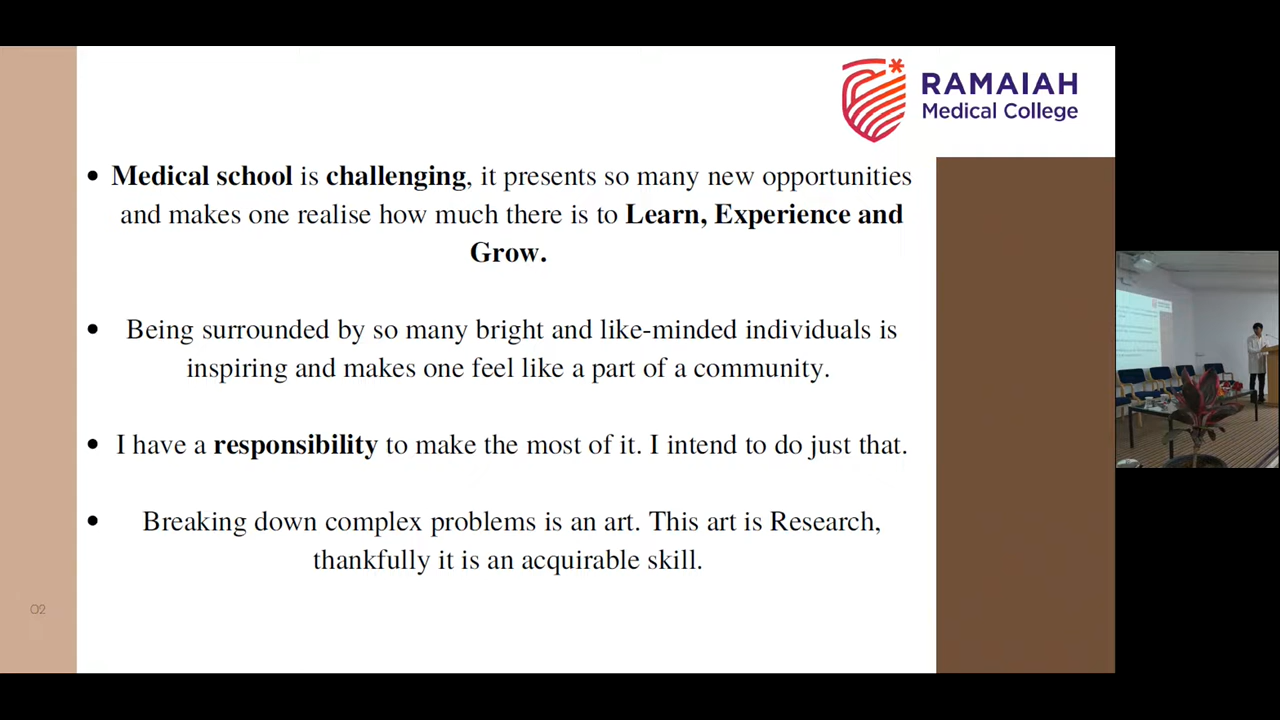 RAMAIAH
Medical College
• Medical school is challenging, it presents so many new opportunities
and makes one realise how much there is to Learn, Experience and
Grow.
• Being surrounded by so many bright and like-minded individuals is
inspiring and makes one feel like a part of a community.
• I have a responsibility to make the most of it. I intend to do just that.
• Breaking down complex problems is an art. This art is Research,
thankfully it is an acquirable skill.
02